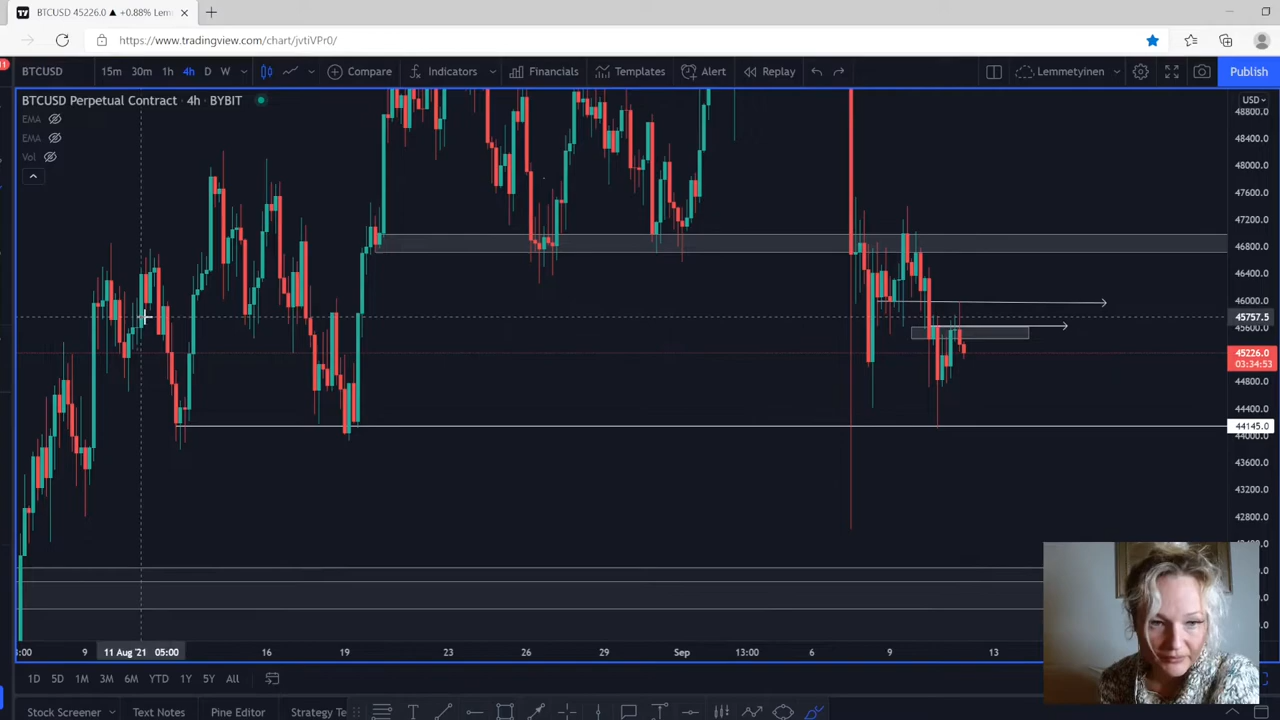 BTCUSD 45226.0 ▲ +0.88% Lem
https://www.tradingview.com/chart/jvtiVPr0/
11
BTCUSD 15m 30m 1h 4h D W Compare Indicators Financials Templates Alert Replay Lemmetyinen Publish
BTCUSD Perpetual Contract · 4h · BYBIT
USD
EMA
EMA
Vol
48800.0
48400.0
48000.0
47600.0
47200.0
46800.0
46400.0
46000.0
45757.5
45600.0
45226.0
03:34:53
44800.0
44400.0
44145.0
44000.0
43600.0
43200.0
42800.0
9 11 Aug '21 05:00 16 19 23 26 29 Sep 13:00 6 9 13
1D 5D 1M 3M 6M YTD 1Y 5Y All
Stock Screener Text Notes Pine Editor Strategy Te